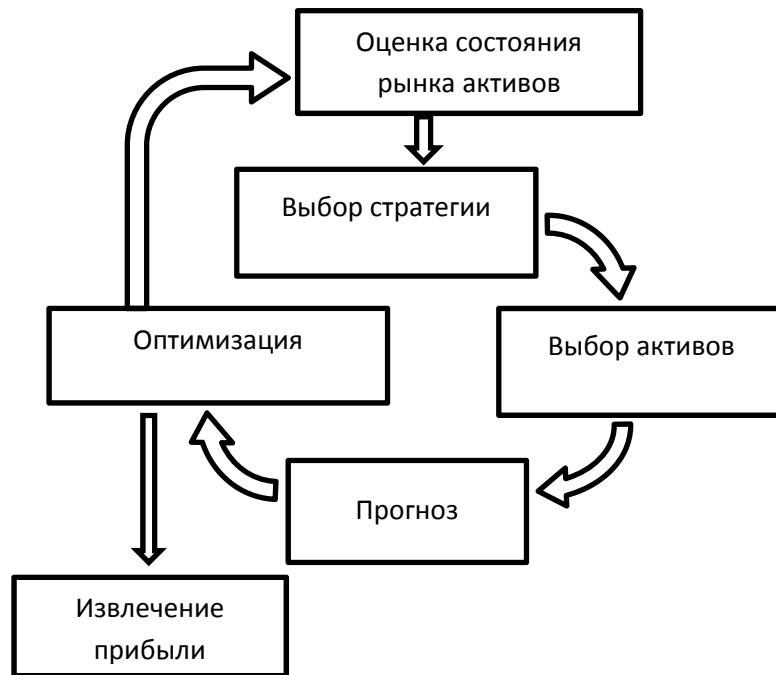 Оценка состояния
рынка активов
Выбор стратегии
Оптимизация
Выбор активов
Прогноз
Извлечение
прибыли